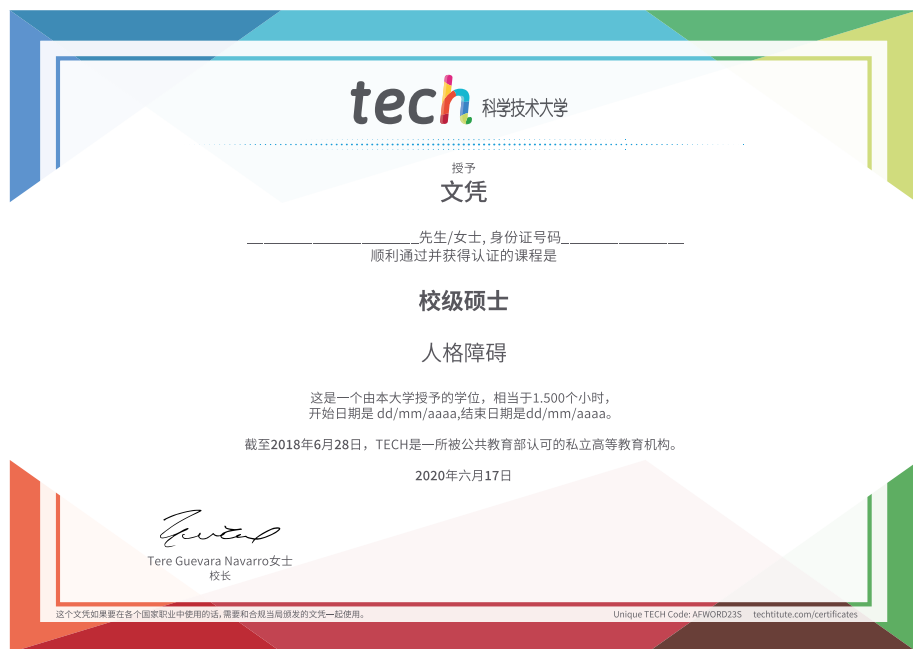 tech 科学技术大学
授予
文凭
______________________先生/女士, 身份证号码________________
顺利通过并获得认证的课程是
校级硕士
人格障碍
这是一个由本大学授予的学位，相当于1.500个小时，
开始日期是 dd/mm/aaaa,结束日期是dd/mm/aaaa。
截至2018年6月28日，TECH是一所被公共教育部认可的私立高等教育机构。
2020年六月17日
Tere Guevara Navarro女士
校长
这个文凭如果要在各个国家职业中使用的话,需要和合规当局颁发的文凭一起使用。
Unique TECH Code: AFWORD23S techtitute.com/certificates